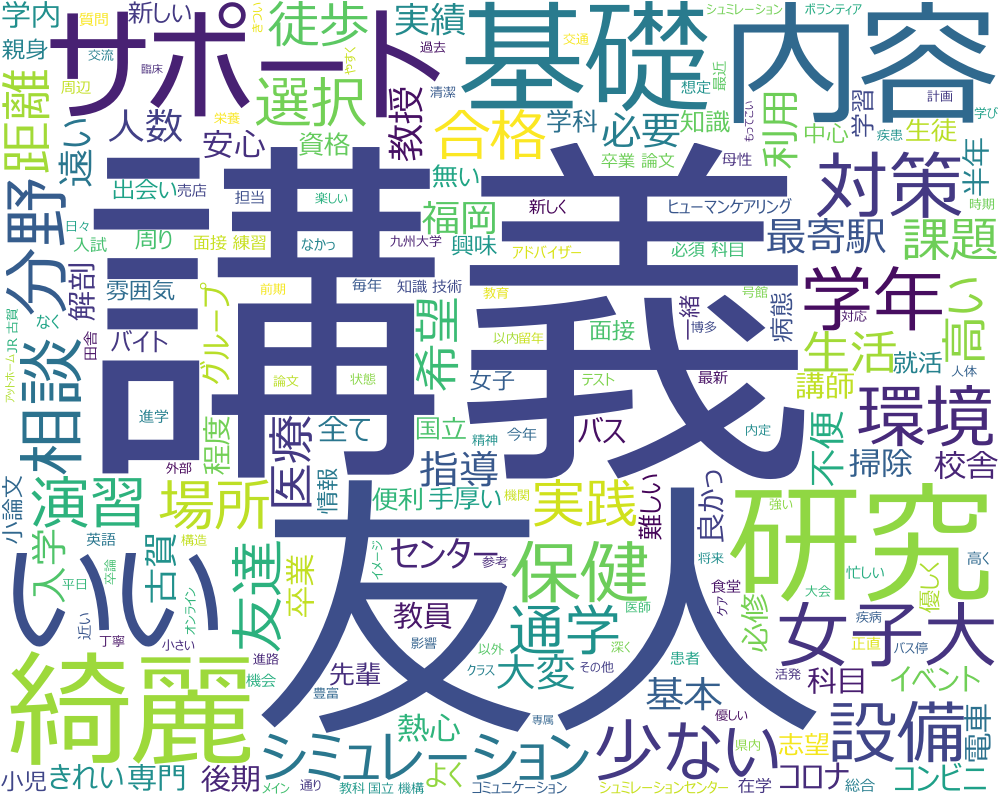 学内
質問
新しい
きつい
サポート
徒歩
実績
基礎
内容
シュミレーション
ボランティア
親身
交流
臨床
やすく
過去
交通
周辺
選択
清潔
想定
最近
計画
距離
遠い
人数
栄養
安心
教授
合格
学科
必要
知識
もってこい
利用
中心
学習
疾患
生徒
学び
半年
資格
卒業 論文
母性
出会い
売店
担当
楽しい
無い
福岡
新しく
ヒューマンケアリング
対策
時期
分野
日々
入試
周り
面接 練習
なかっ
九州大学
興味
アドバイザー
必須 科目
最寄駅
課題
解剖
雰囲気
グループ
前期
毎年
知識 技術
教育
号館
病態
学年
高い
アットホーム
JR 古賀
なく
田舎
バイト
講義
希望
以内留年
面接
一緒
博多
対応
生活
就活
人体
相談
進学
論文
状態
女子
テスト
最新
講師
環境
程度
医療
全て
国立
精神
今年
バス
内定
不便
掃除
校舎
外部
指導
小論文
演習
場所
情報
便利
手厚い
機関
実践
難しい
良かっ
強い
研究
いい
入学
英語
平日
卒論
古賀
構造
オンライン
友達
卒業
イメージ
友人
センター
参考
保健
将来
食堂
忙しい
高く
教員
医師
ケア
必修
大会
優しく
近い
丁寧
小さい
影響
通学
疾病
女子大
正直
バス停
綺麗
進路
機会
先輩
以外
クラス
大変
その他
深く
患者
基本
活発
科目
イベント
豊富
熱心
専属
優しい
設備
電車
シミュレーション
少ない
県内
志望
小児
きれい
専門
後期
メイン
通り
よく
教科 国立 機構
コミュニケーション
シュミレーションセンター
在学
コロナ
総合
コンビニ